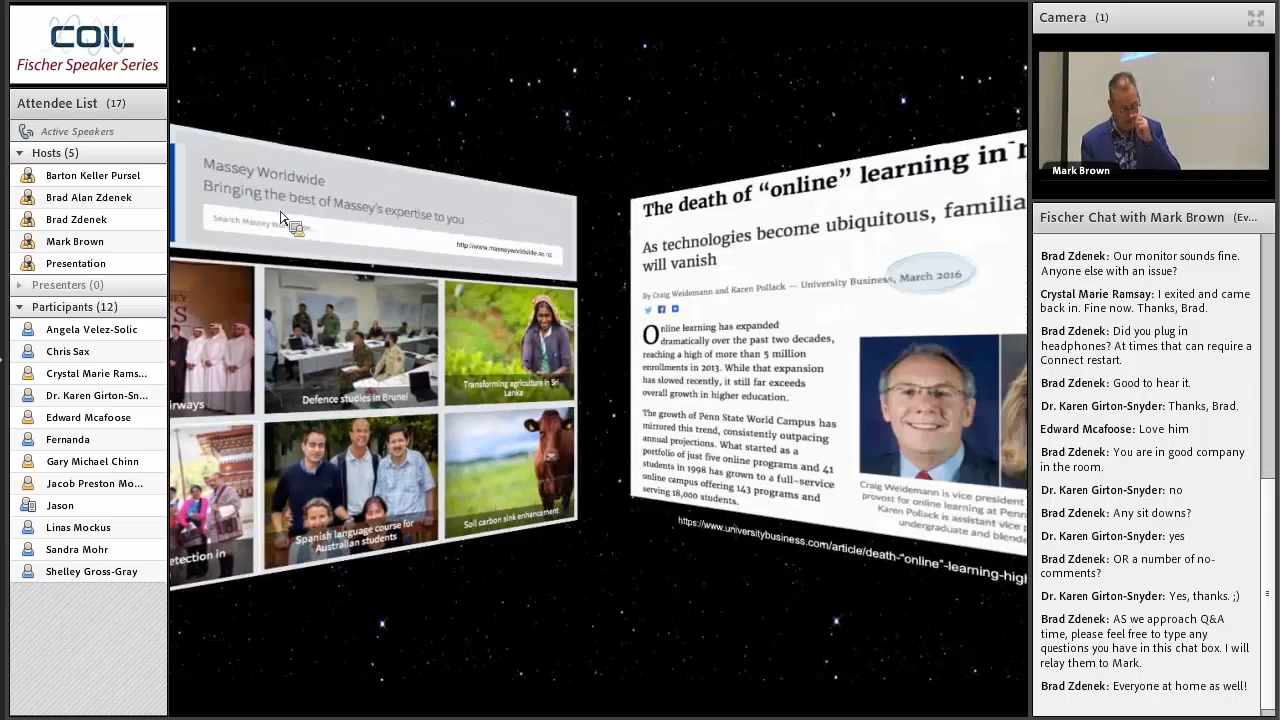 COIL
Fischer Speaker Series
Attendee List (17)
Active Speakers
Hosts (5)
Barton Keller Pursel
Brad Alan Zdenek
Brad Zdenek
Mark Brown
Presentation
Presenters (0)
Participants (12)
Angela Velez-Solic
Chris Sax
Crystal Marie Rams...
Dr. Karen Girton-Sn...
Edward Mcafoose
fernanda
Gary Michael Chinn
Jacob Preston Mo...
Jason
Linas Mockus
Sandra Mohr
Shelley Gross-Gray
Massey Worldwide
Bringing the best of Massey's expertise to you
Search Massey
http://www.masseyworldwide.ac.nz
Defence studies in Brunei
Transforming agriculture in Sri
Lanka
Spanish language course for
Australian students
Soil carbon sink enhancement
The death of “online” learning in
As technologies become ubiquitous, familia
will vanish
By Craig Weidemann and Karen Pollack — University Business, March 2016
Online learning has expanded
dramatically over the past two decades,
reaching a high of more than 5 million
enrollments in 2013. While that expansion
has slowed recently, it still far exceeds
overall growth in higher education.
The growth of Penn State World Campus has
mirrored this trend, consistently outpacing
annual projections. What started as a
portfolio of just five online programs and 41
students in 1998 has grown to a full-service
online campus offering 143 programs and
serving 18,000 students.
Craig Weidemann is vice president
provost for online learning at Penn
Karen Pollack is assistant vice
undergraduate and blende
https://www.universitybusiness.com/article/death-“online”-learning-high
Camera (1)
Mark Brown
Fischer Chat with Mark Brown (Ev...
Brad Zdenek: Our monitor sounds fine.
Anyone else with an issue?
Crystal Marie Ramsay: I exited and came
back in. Fine now. Thanks, Brad.
Brad Zdenek: Did you plug in
headphones? At times that can require a
Connect restart.
Brad Zdenek: Good to hear it.
Dr. Karen Girton-Snyder: Thanks, Brad.
Edward Mcafoose: Love him
Brad Zdenek: You are in good company
in the room.
Dr. Karen Girton-Snyder: no
Brad Zdenek: Any sit downs?
Dr. Karen Girton-Snyder: yes
Brad Zdenek: OR a number of no-
comments?
Dr. Karen Girton-Snyder: Yes, thanks. ;)
Brad Zdenek: AS we approach Q&A
time, please feel free to type any
questions you have in this chat box. I will
relay them to Mark.
Brad Zdenek: Everyone at home as well!